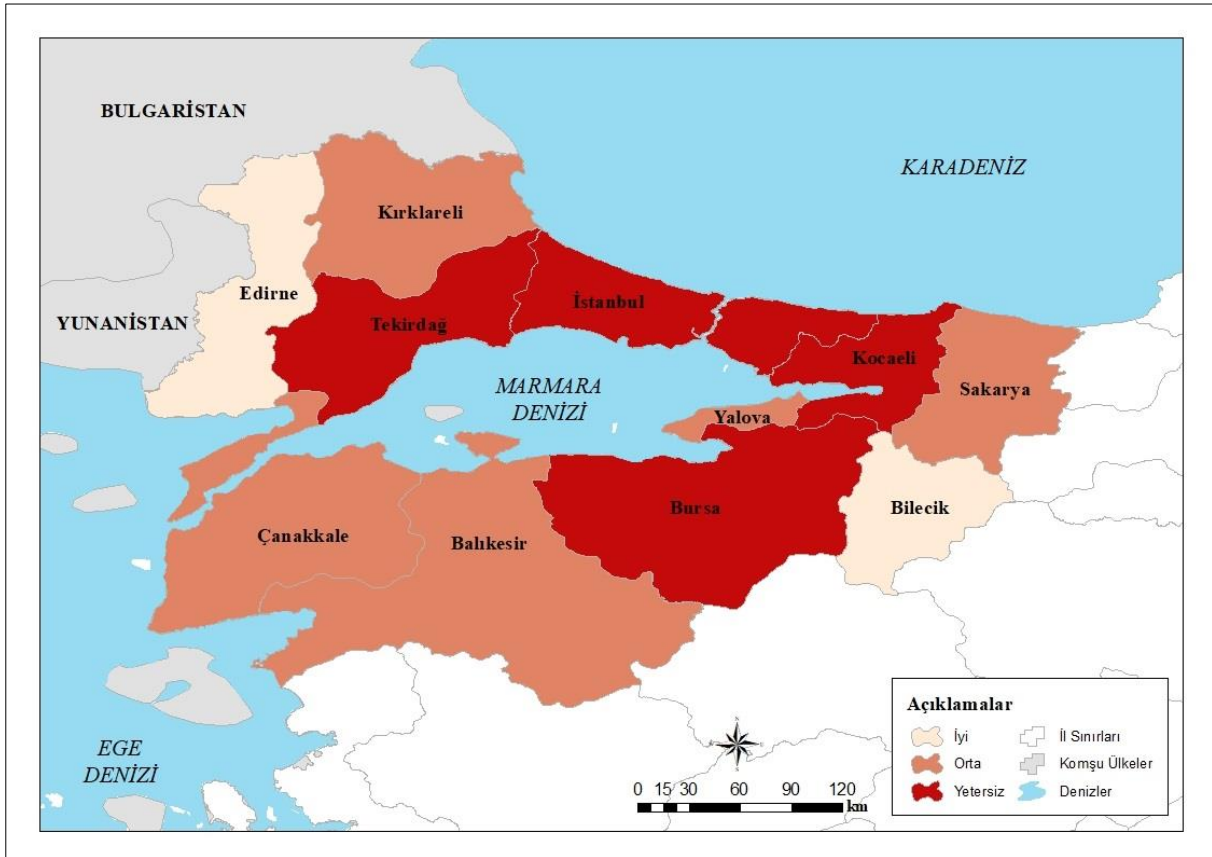 BULGARİSTAN
KARADENİZ
Kırklareli
Edirne
İstanbul
YUNANİSTAN
Tekirdağ
Kocaeli
MARMARA
DENİZİ
Sakarya
Yalova
Bursa
Bilecik
Çanakkale
Balıkesir
EGE
DENİZİ
Açıklamalar
İyi
İl Sınırları
Orta
Komşu Ülkeler
Yetersiz
Denizler
0 15 30 60 90 120
km